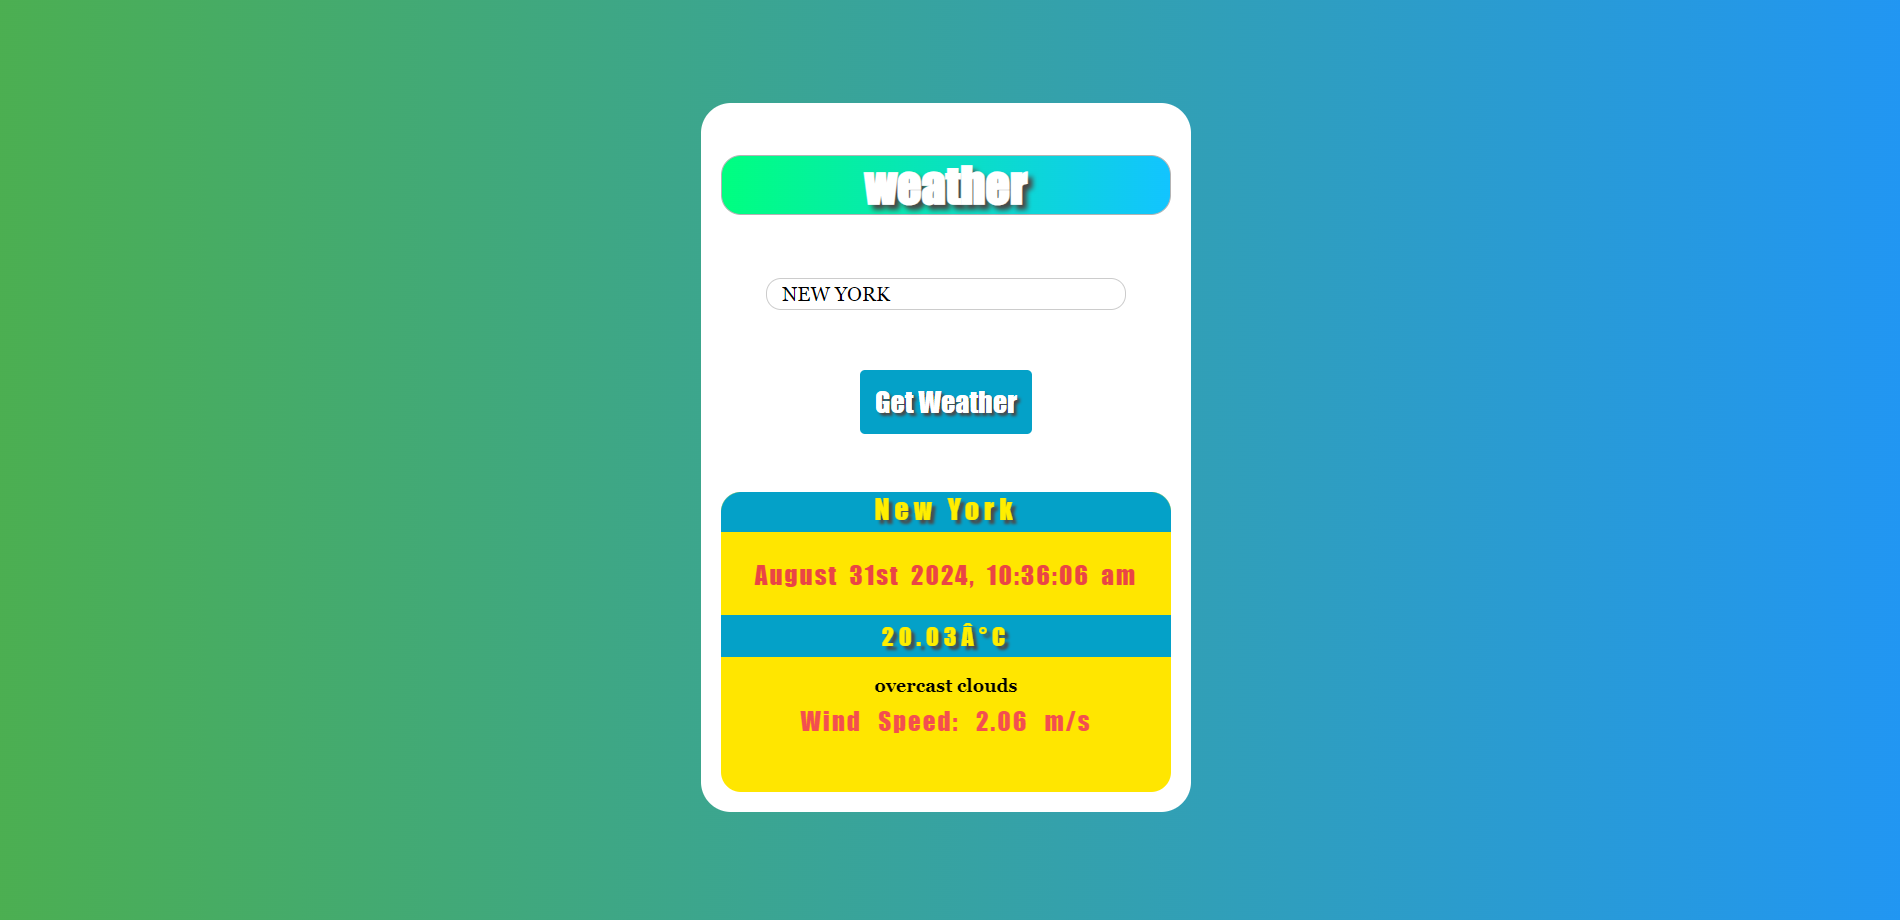 weather
NEW YORK
Get Weather
New York
August 31st 2024, 10:36:06 am
20.03Â°C
overcast clouds
Wind Speed: 2.06 m/s